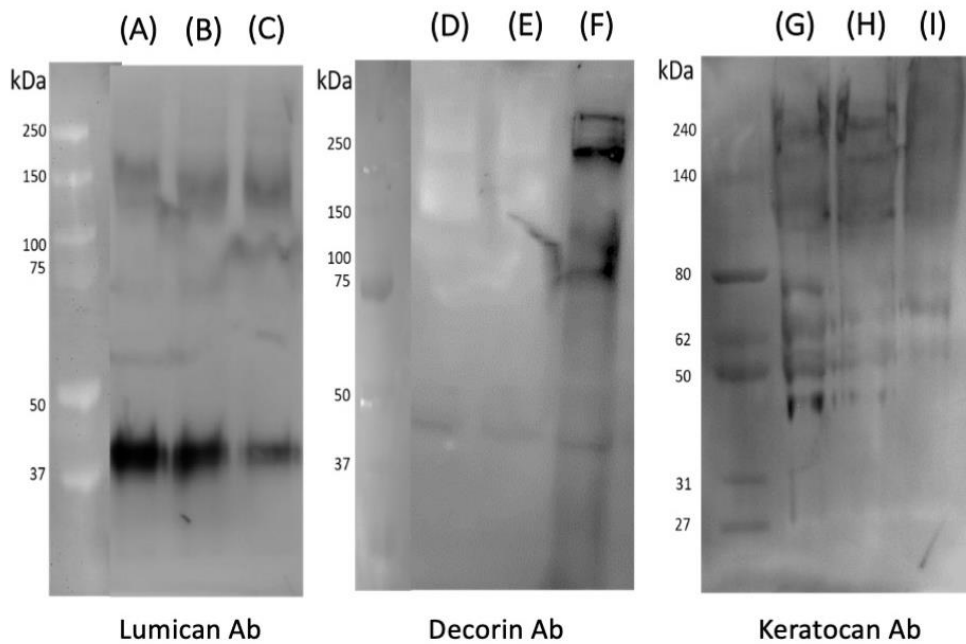 (A) (B) (C)
kDa
250
150
100
75
50
37
Lumican Ab
(D) (E) (F)
kDa
250
150
100
75
50
37
Decorin Ab
(G) (H) (I)
kDa
240
140
80
62
50
31
27
Keratocan Ab